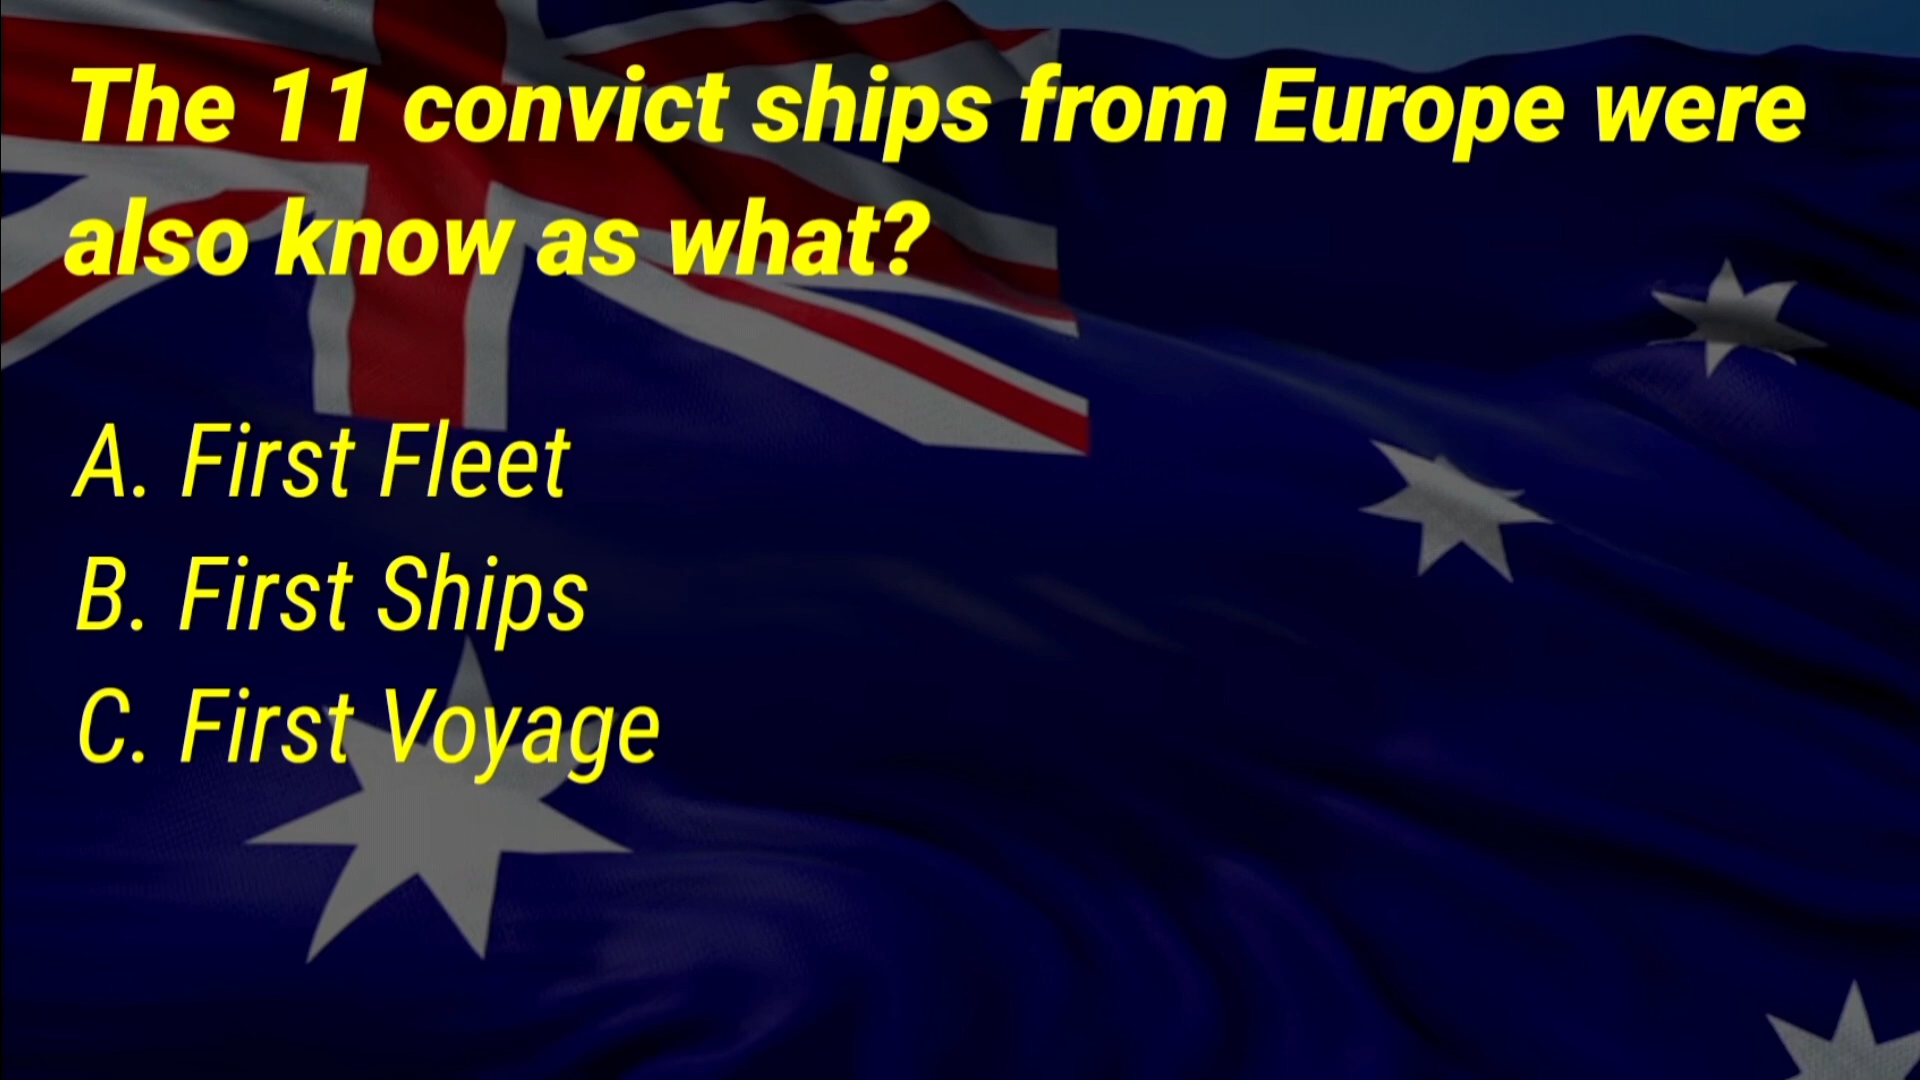 The 11 convict ships from Europe were
also know as what?
A. First Fleet
B. First Ships
C. First Voyage